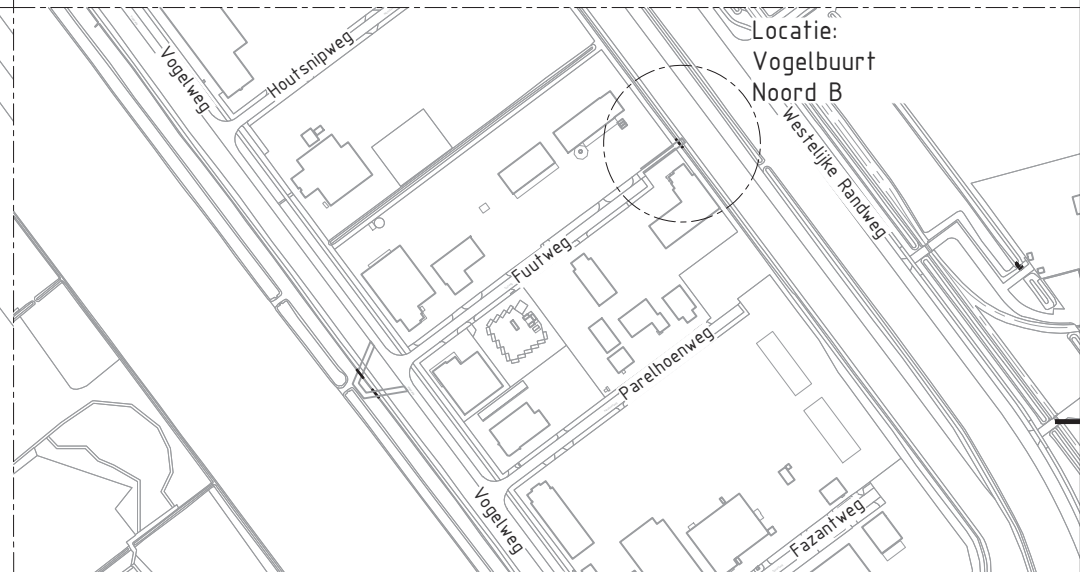 Locatie:
Vogelbuurt
Noord B
Vogelweg
Houtsnipweg
Westelijke Randweg
Fuutweg
Parelhoenweg
Vogelweg
Fazantweg